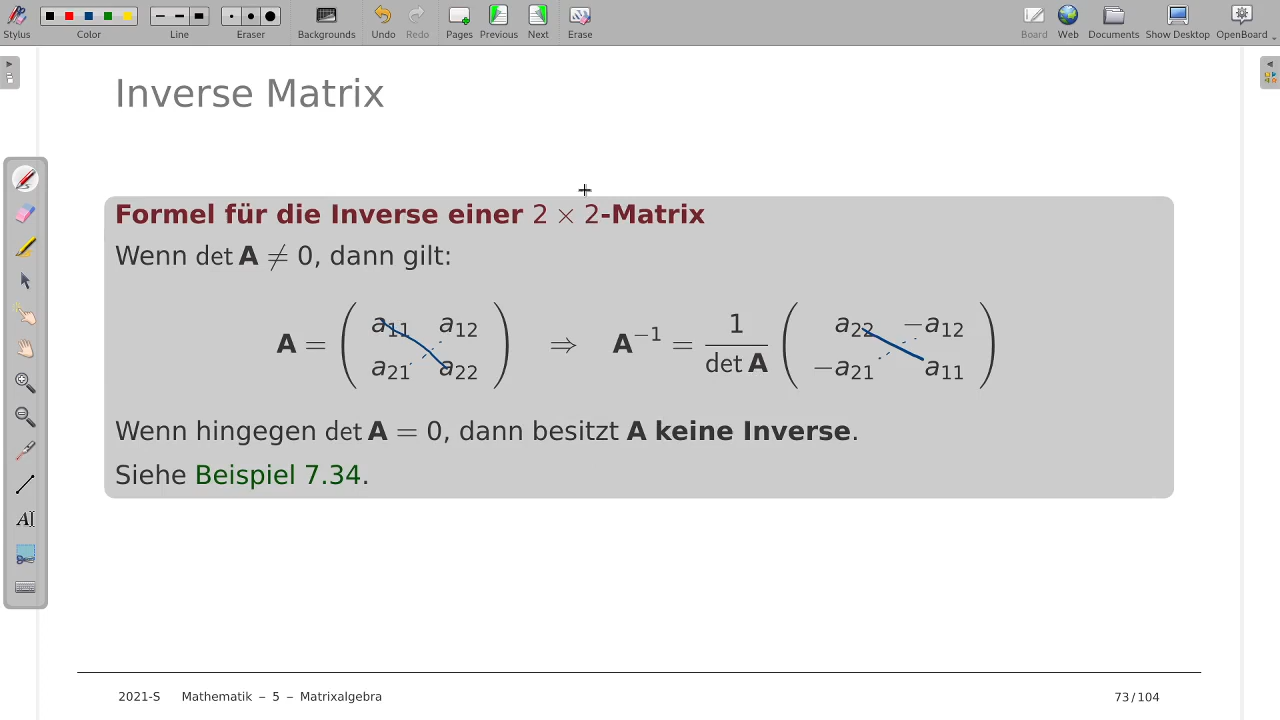 Stylus Color Line Eraser Backgrounds Undo Redo Pages Previous Next Erase Board Web Documents Show Desktop OpenBoard
Inverse Matrix
Formel für die Inverse einer 2 × 2-Matrix
Wenn det A ≠ 0, dann gilt:
A = ( a₁₁ a₁₂ ; a₂₁ a₂₂ ) ⇒ A⁻¹ = 1 / det A ( a₂₂ −a₁₂ ; −a₂₁ a₁₁ )
Wenn hingegen det A = 0, dann besitzt A keine Inverse.
Siehe Beispiel 7.34.
2021-S Mathematik – 5 – Matrixalgebra 73 / 104